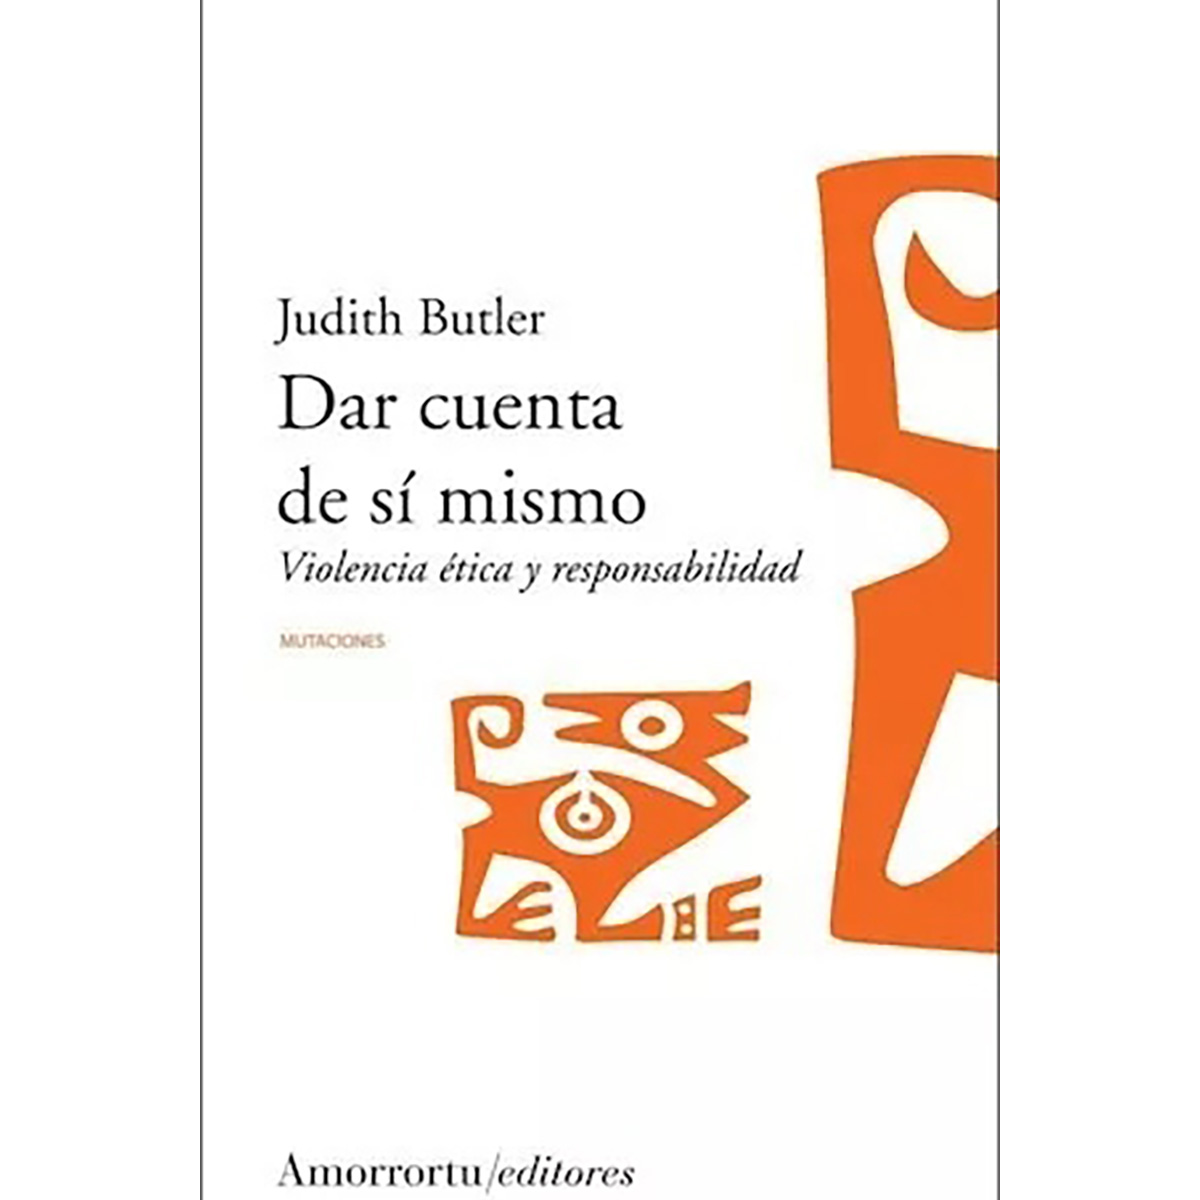 Judith Butler
Dar cuenta
de sí mismo
Violencia ética y responsabilidad
MUTACIONES
Amorrortu/editores